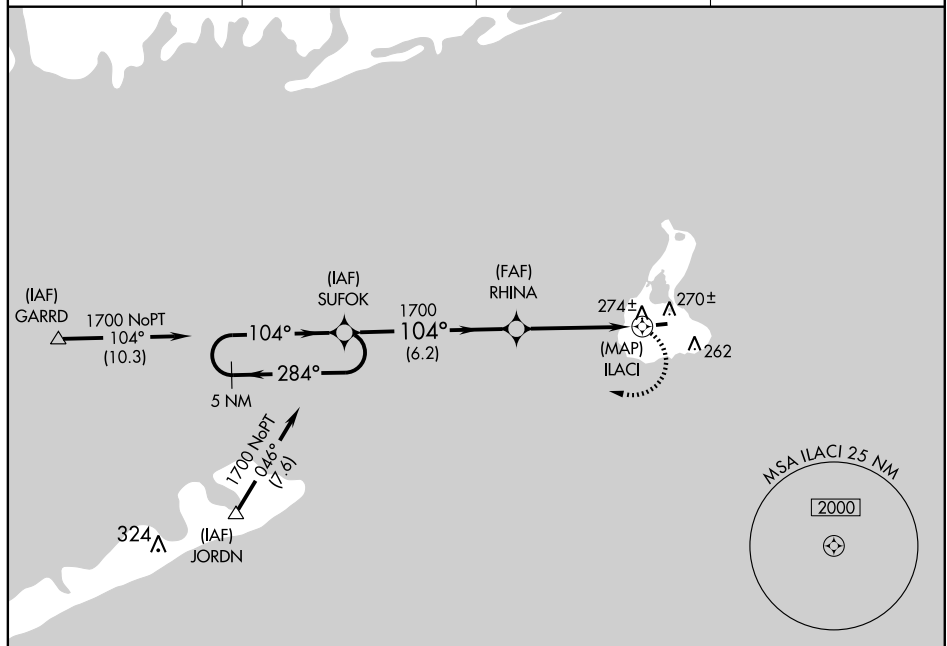 (IAF)
GARRD
1700 NoPT
104°
(10.3)
(IAF)
SUFOK
104°
284°
5 NM
1700
104°
(6.2)
(FAF)
RHINA
274±
270±
262
(MAP)
ILACI
1700 NoPT
046°
(7.6)
324
(IAF)
JORDN
MSA ILACI 25 NM
2000